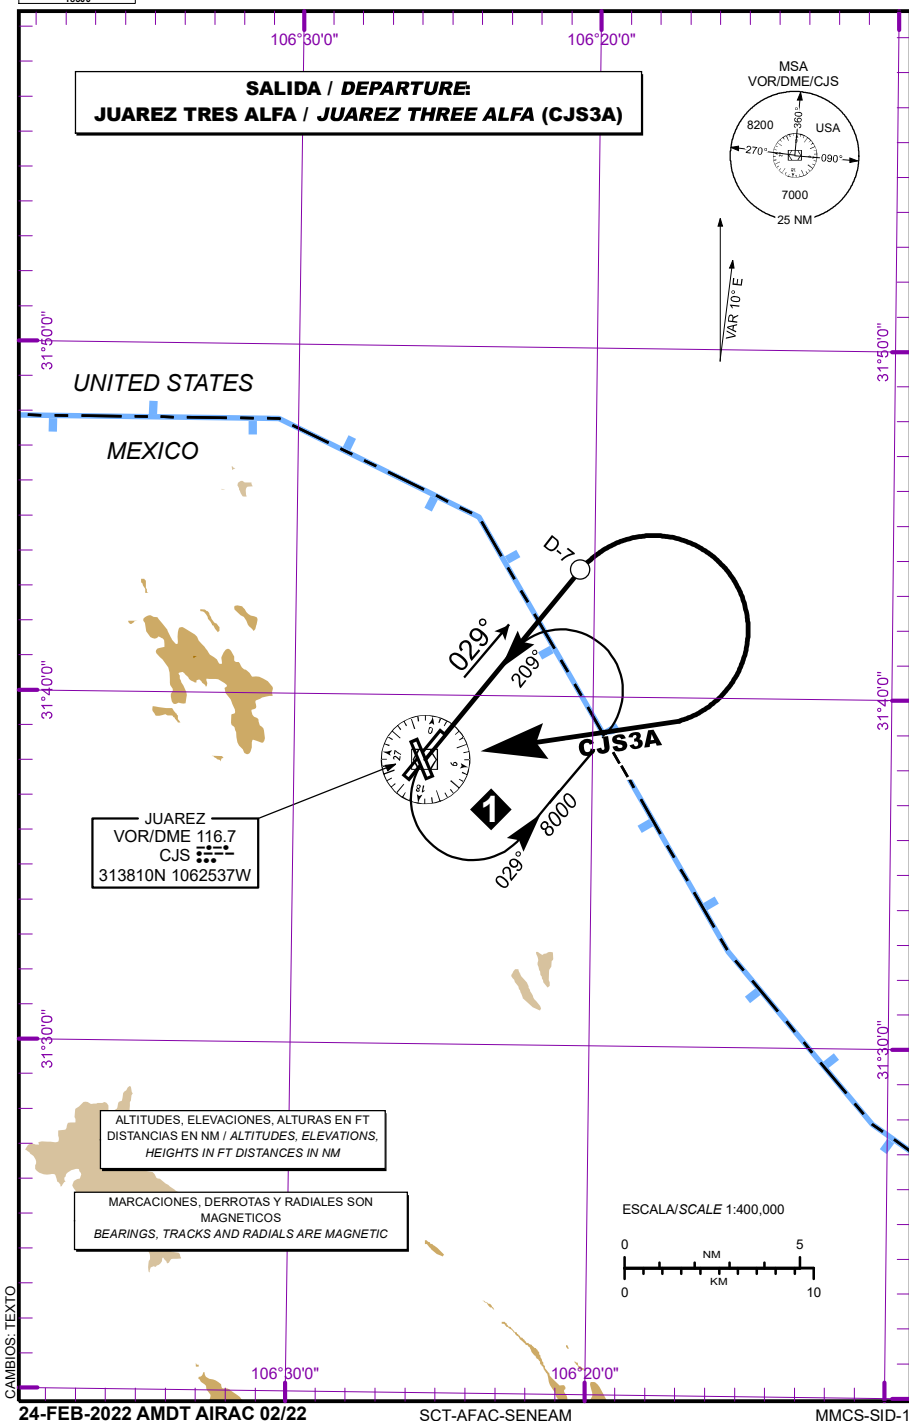 106°30'0"
106°20'0"
SALIDA / DEPARTURE:
JUAREZ TRES ALFA / JUAREZ THREE ALFA (CJS3A)
MSA
VOR/DME/CJS
360°
8200
USA
270°
090°
7000
25 NM
VAR 10° E
31°50'0"
31°50'0"
UNITED STATES
MEXICO
D-7
029°
209°
31°40'0"
31°40'0"
CJS3A
0
27
9
18
1
8000
029°
JUAREZ
VOR/DME 116.7
CJS
313810N 1062537W
31°30'0"
31°30'0"
ALTITUDES, ELEVACIONES, ALTURAS EN FT
DISTANCIAS EN NM / ALTITUDES, ELEVATIONS,
HEIGHTS IN FT DISTANCES IN NM
MARCACIONES, DERROTAS Y RADIALES SON
MAGNETICOS
BEARINGS, TRACKS AND RADIALS ARE MAGNETIC
ESCALA/SCALE 1:400,000
0
NM
5
KM
0
10
CAMBIOS: TEXTO
106°30'0"
106°20'0"
24-FEB-2022 AMDT AIRAC 02/22
SCT-AFAC-SENEAM
MMCS-SID-1